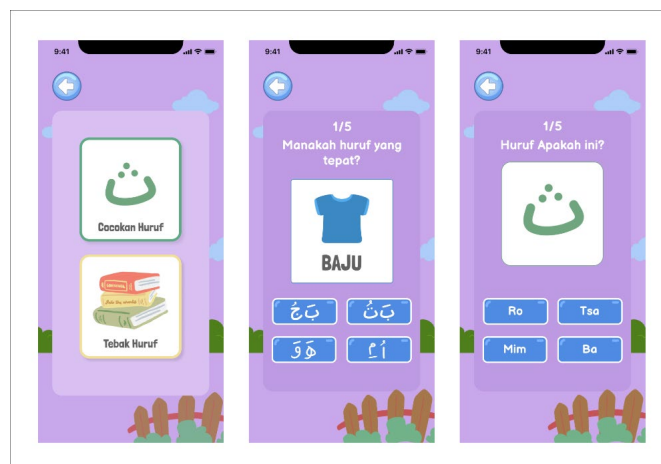 9:41
Cocokan Huruf
Tebak Huruf
9:41
1/5
Manakah huruf yang
tepat?
BAJU
بَجُ
بَتُ
هَوَ
اُمِ
9:41
1/5
Huruf Apakah ini?
ث
Ro
Tsa
Mim
Ba